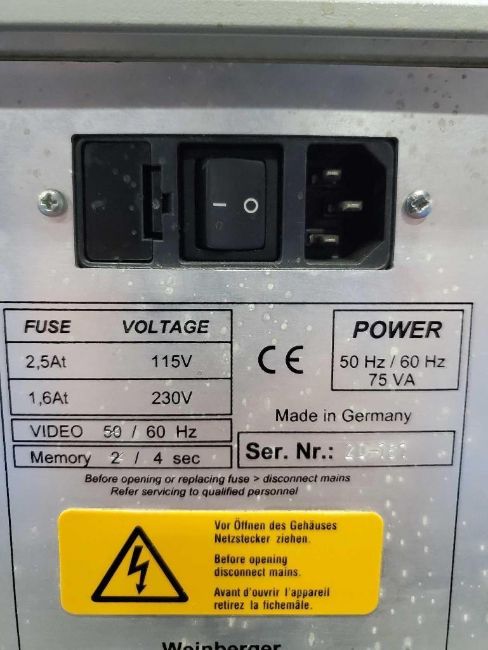 I O
FUSE VOLTAGE
2,5At 115V
1,6At 230V
VIDEO 50 / 60 Hz
Memory 2 / 4 sec
CE
POWER
50 Hz / 60 Hz
75 VA
Made in Germany
Ser. Nr.:
Before opening or replacing fuse > disconnect mains
Refer servicing to qualified personnel
Vor Öffnen des Gehäuses
Netzstecker ziehen.
Before opening
disconnect mains.
Avant d'ouvrir l'appareil
retirez la fichemâle.
Weinberger